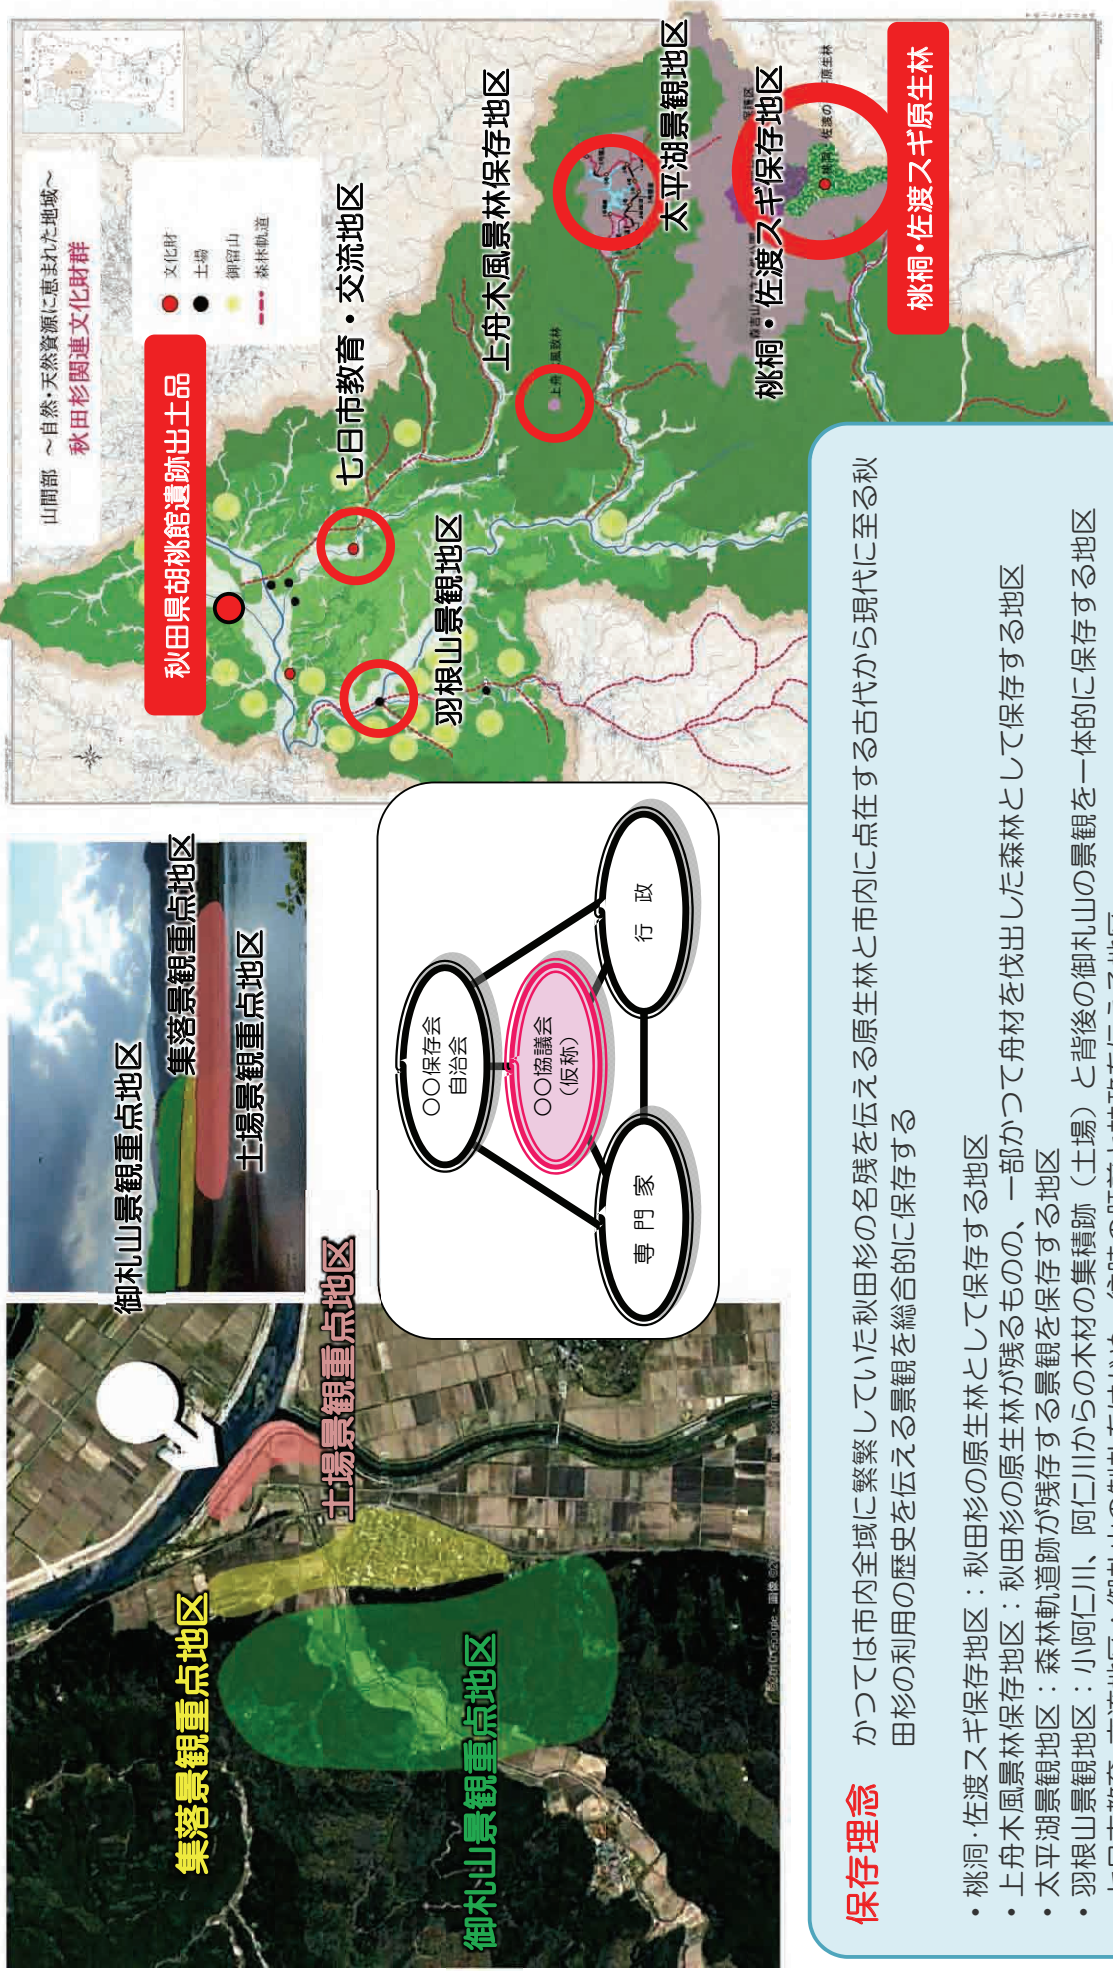 集落景観重点地区
御札山景観重点地区
土場景観重点地区
御札山景観重点地区
集落景観重点地区
土場景観重点地区
山間部 ～自然・天然資源に恵まれた地域～
秋田杉関連文化財群
文化財
土場
御留山
森林軌道
秋田県胡桃館遺跡出土品
七日市教育・交流地区
羽根山景観地区
上舟木風景林保存地区
太平湖景観地区
桃桐・佐渡スギ保存地区
桃桐・佐渡スギ原生林
〇〇保存会
自治会
〇〇協議会
（仮称）
専門家
行政
保存理念
かつては市内全域に繁繁していた秋田杉の名残を伝える原生林と市内に点在する古代から現代に至る秋
田杉の利用の歴史を伝える景観を総合的に保存する
・桃洞・佐渡スギ保存地区：秋田杉の原生林として保存する地区
・上舟木風景林保存地区：秋田杉の原生林が残るものの、一部かつて舟材を伐出した森林として保存する地区
・太平湖景観地区：森林軌道跡が残存する景観を保存する地区
・羽根山景観地区：小阿仁川、阿仁川からの木材の集積跡（土場）と背後の御札山の景観を一体的に保存する地区